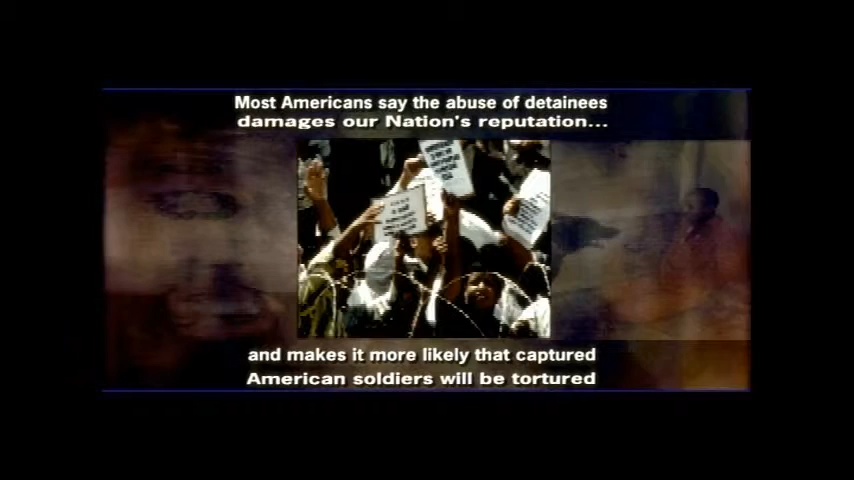 Most Americans say the abuse of detainees
damages our Nation's reputation...
and makes it more likely that captured
American soldiers will be tortured